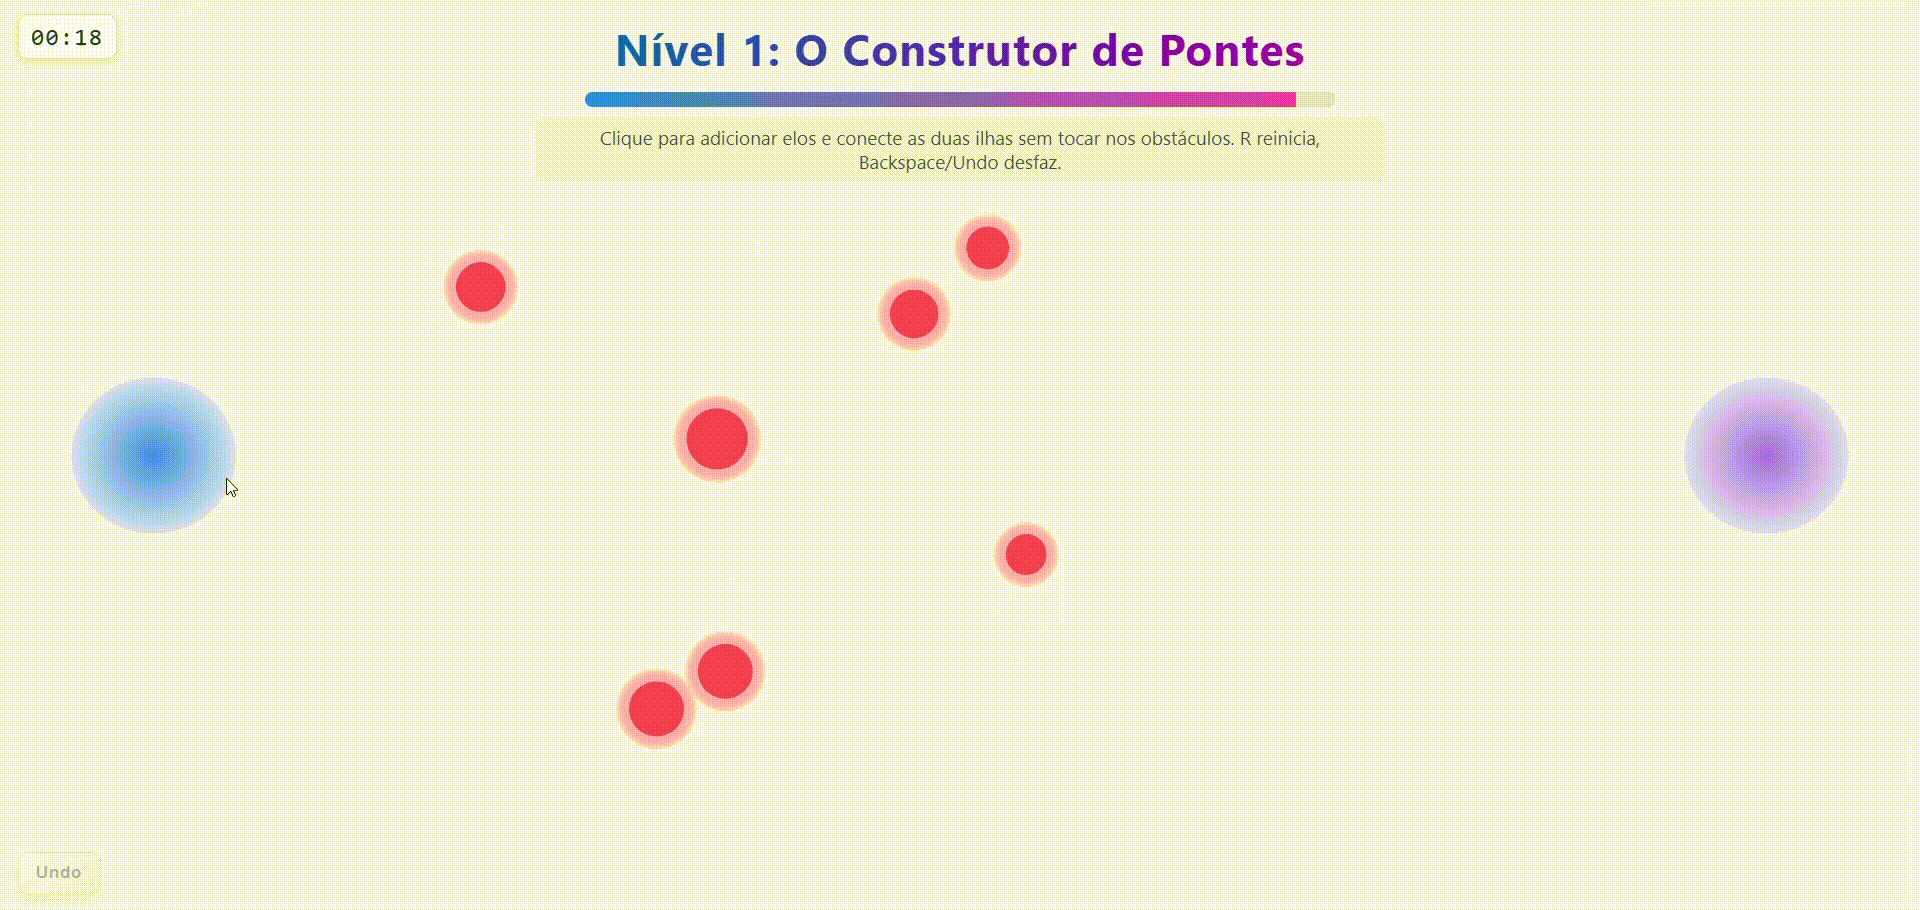 00:18
Nível 1: O Construtor de Pontes
Clique para adicionar elos e conecte as duas ilhas sem tocar nos obstáculos. R reinicia,
Backspace/Undo desfaz.
Undo